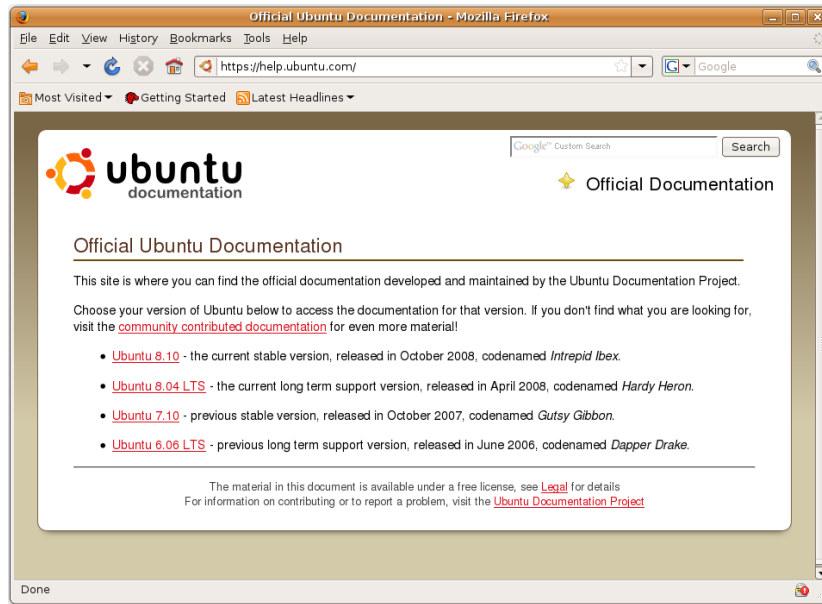 Official Ubuntu Documentation - Mozilla Firefox
File Edit View History Bookmarks Tools Help
https://help.ubuntu.com/ G Google
Most Visited Getting Started Latest Headlines
Google™ Custom Search Search
ubuntu
documentation
Official Documentation
Official Ubuntu Documentation
This site is where you can find the official documentation developed and maintained by the Ubuntu Documentation Project.
Choose your version of Ubuntu below to access the documentation for that version. If you don't find what you are looking for,
visit the community contributed documentation for even more material!
• Ubuntu 8.10 - the current stable version, released in October 2008, codenamed Intrepid Ibex.
• Ubuntu 8.04 LTS - the current long term support version, released in April 2008, codenamed Hardy Heron.
• Ubuntu 7.10 - previous stable version, released in October 2007, codenamed Gutsy Gibbon.
• Ubuntu 6.06 LTS - previous long term support version, released in June 2006, codenamed Dapper Drake.
The material in this document is available under a free license, see Legal for details
For information on contributing or to report a problem, visit the Ubuntu Documentation Project
Done